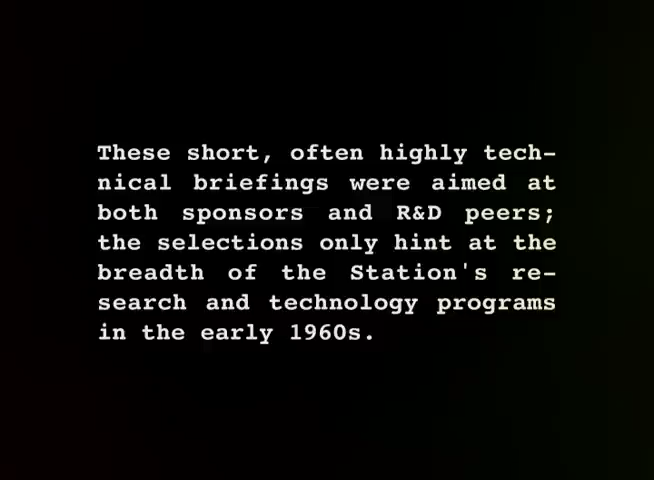 These short, often highly tech-
nical briefings were aimed at
both sponsors and R&D peers;
the selections only hint at the
breadth of the Station's re-
search and technology programs
in the early 1960s.